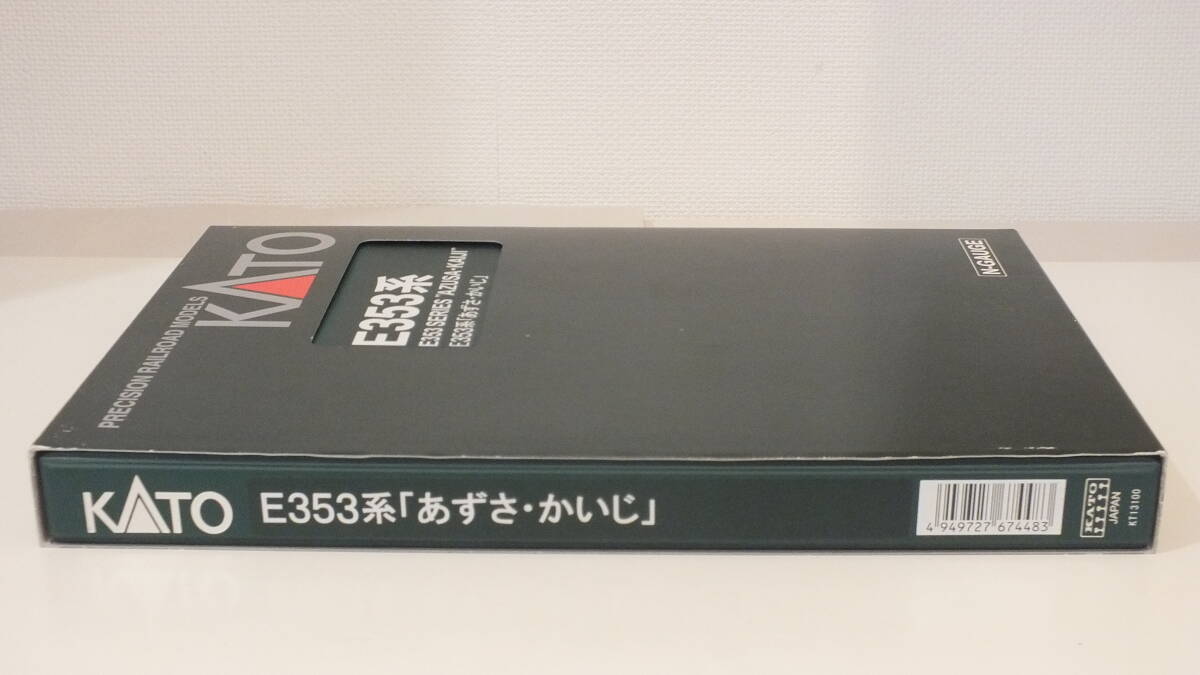 PRECISION RAILROAD MODELS
KATO
E353系
E353 SERIES "AZUSA・KAIJI"
E353系「あずさ・かいじ」
N-GAUGE
KATO E353系「あずさ・かいじ」
4 949727 674483
KATO
JAPAN
KT13100